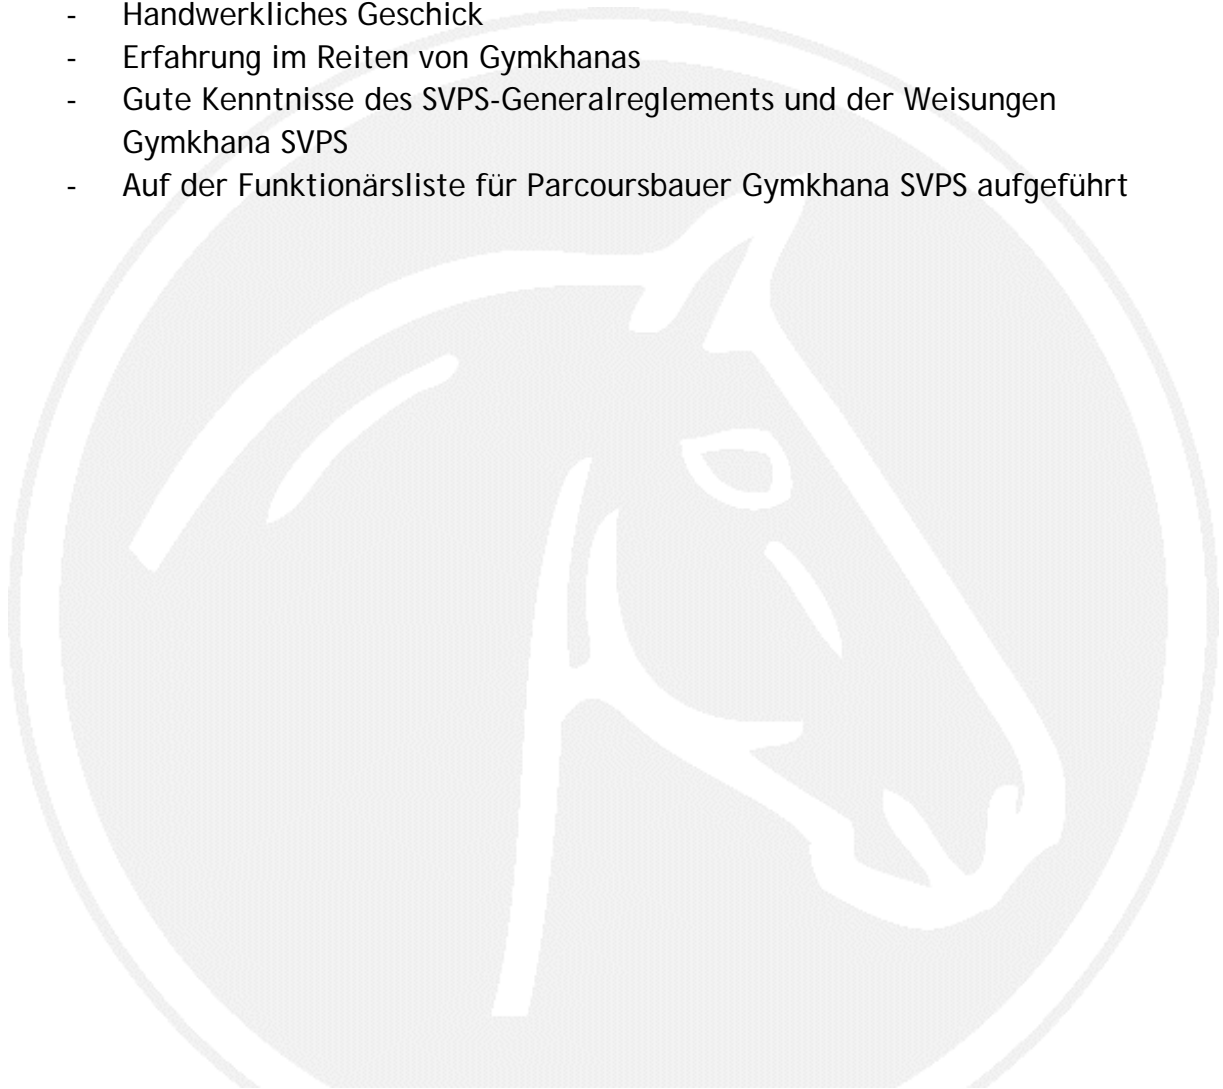 - Handwerkliches Geschick
- Erfahrung im Reiten von Gymkhanas
- Gute Kenntnisse des SVPS-Generalreglements und der Weisungen
Gymkhana SVPS
- Auf der Funktionärsliste für Parcoursbauer Gymkhana SVPS aufgeführt